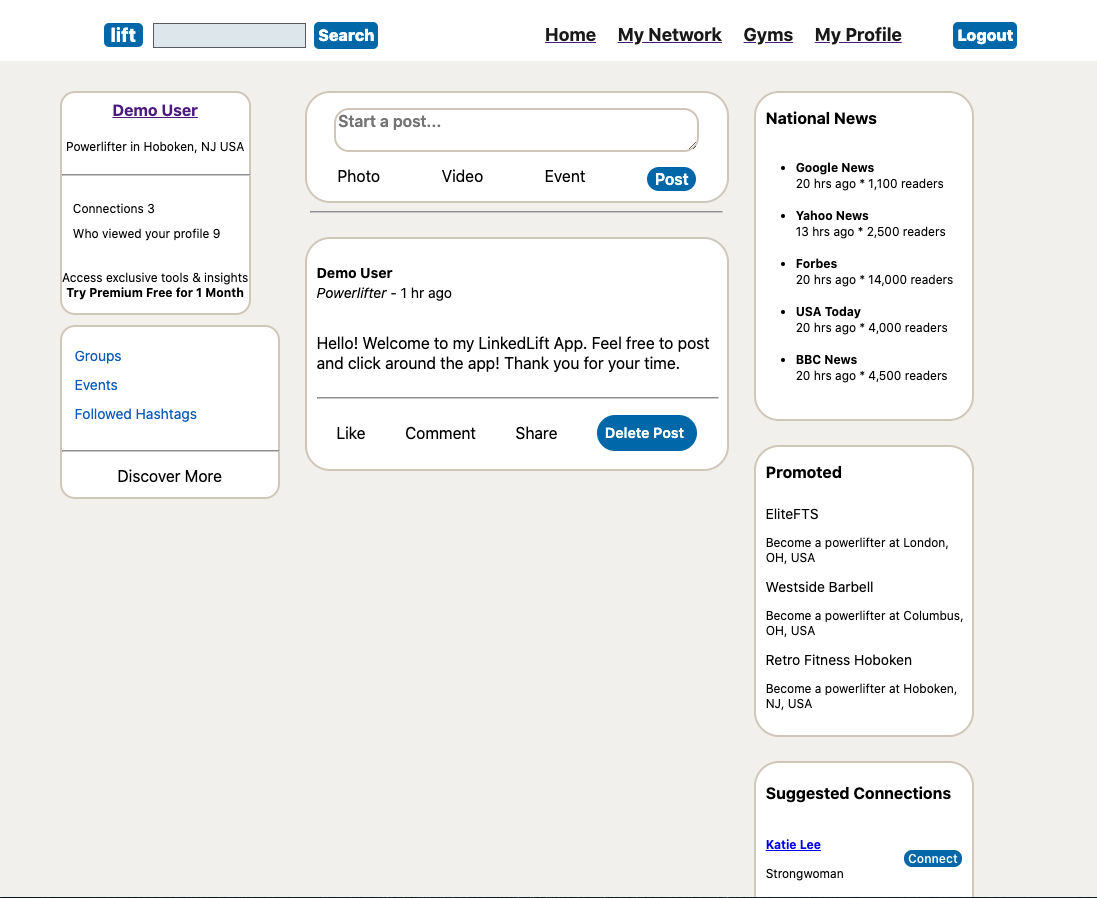 lift
Search
Home
My Network
Gyms
My Profile
Logout
Demo User
Powerlifter in Hoboken, NJ USA
Connections 3
Who viewed your profile 9
Access exclusive tools & insights
Try Premium Free for 1 Month
Groups
Events
Followed Hashtags
Discover More
Start a post...
Photo
Video
Event
Post
Demo User
Powerlifter - 1 hr ago
Hello! Welcome to my LinkedLift App. Feel free to post
and click around the app! Thank you for your time.
Like
Comment
Share
Delete Post
National News
Google News
20 hrs ago * 1,100 readers
Yahoo News
13 hrs ago * 2,500 readers
Forbes
20 hrs ago * 14,000 readers
USA Today
20 hrs ago * 4,000 readers
BBC News
20 hrs ago * 4,500 readers
Promoted
EliteFTS
Become a powerlifter at London,
OH, USA
Westside Barbell
Become a powerlifter at Columbus,
OH, USA
Retro Fitness Hoboken
Become a powerlifter at Hoboken,
NJ, USA
Suggested Connections
Katie Lee
Connect
Strongwoman